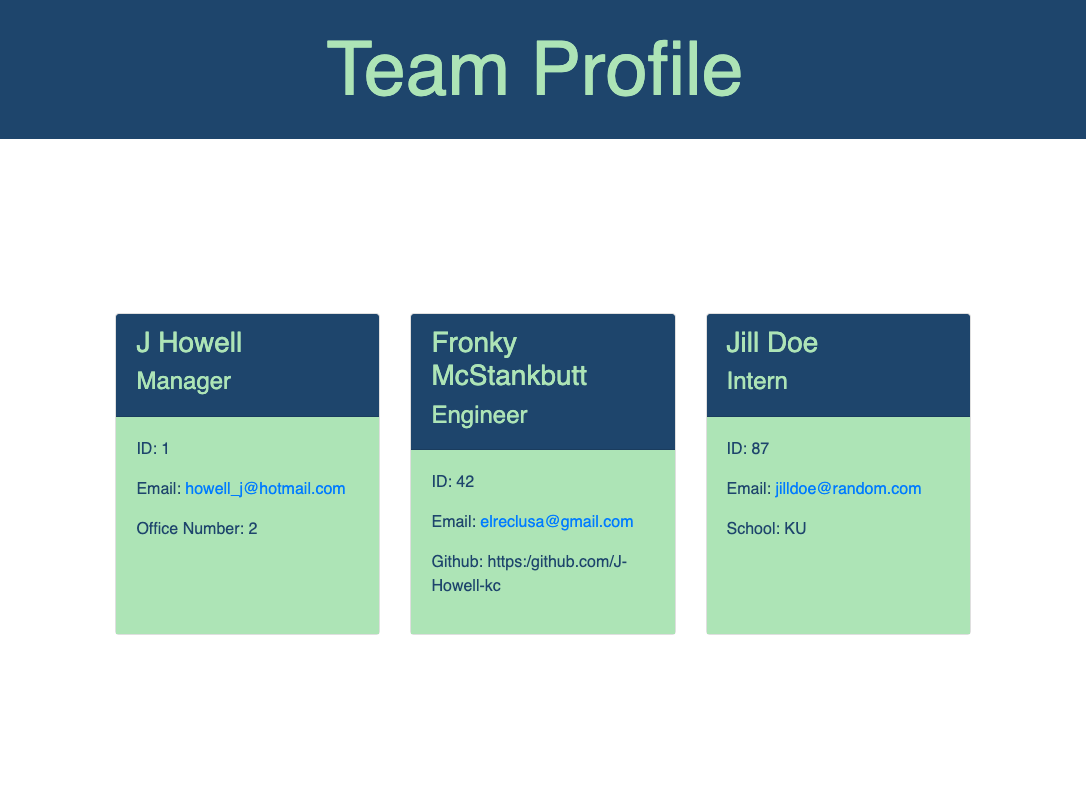 Team Profile
J Howell
Manager
ID: 1
Email: howell_j@hotmail.com
Office Number: 2
Fronky
McStankbutt
Engineer
ID: 42
Email: elreclusa@gmail.com
Github: https:/github.com/J-
Howell-kc
Jill Doe
Intern
ID: 87
Email: jilldoe@random.com
School: KU